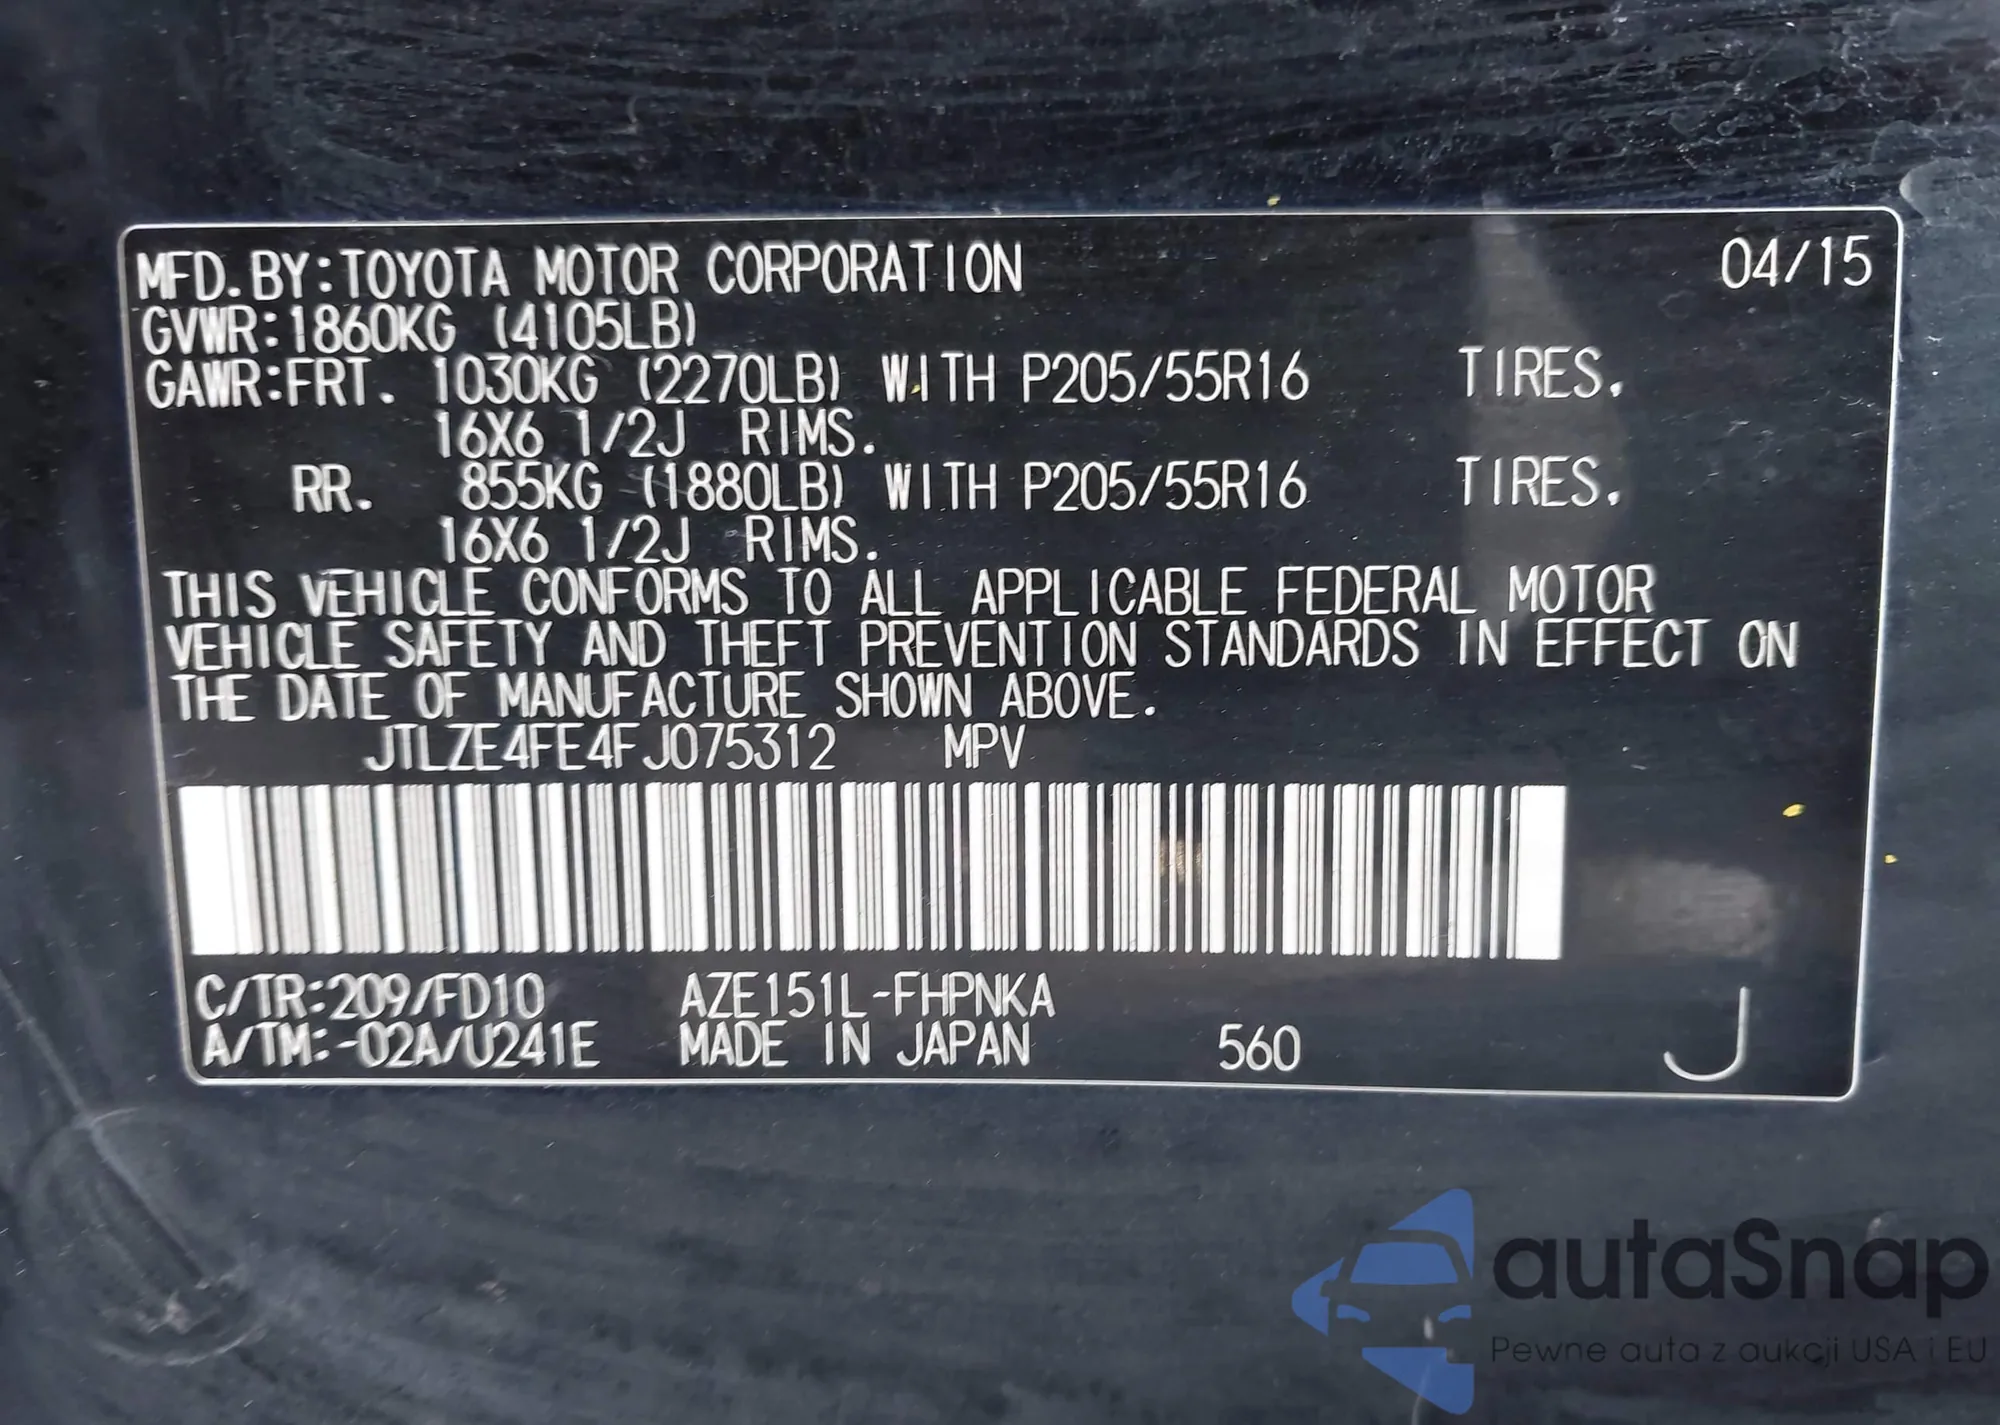 MFD.BY:TOYOTA MOTOR CORPORATION 04/15
GVWR:1860KG (4105LB)
GAWR:FRT. 1030KG (2270LB) WITH P205/55R16 TIRES.
16X6 1/2J RIMS.
RR. 855KG (1880LB) WITH P205/55R16 TIRES.
16X6 1/2J RIMS.
THIS VEHICLE CONFORMS TO ALL APPLICABLE FEDERAL MOTOR
VEHICLE SAFETY AND THEFT PREVENTION STANDARDS IN EFFECT ON
THE DATE OF MANUFACTURE SHOWN ABOVE.
JTLZE4FE4FJ075312 MPV
C/TR:209/FD10 AZE151L-FHPNKA
A/TM:-02A/U241E MADE IN JAPAN 560 J
autaSnap
Pewne auta z aukcji USA i EU